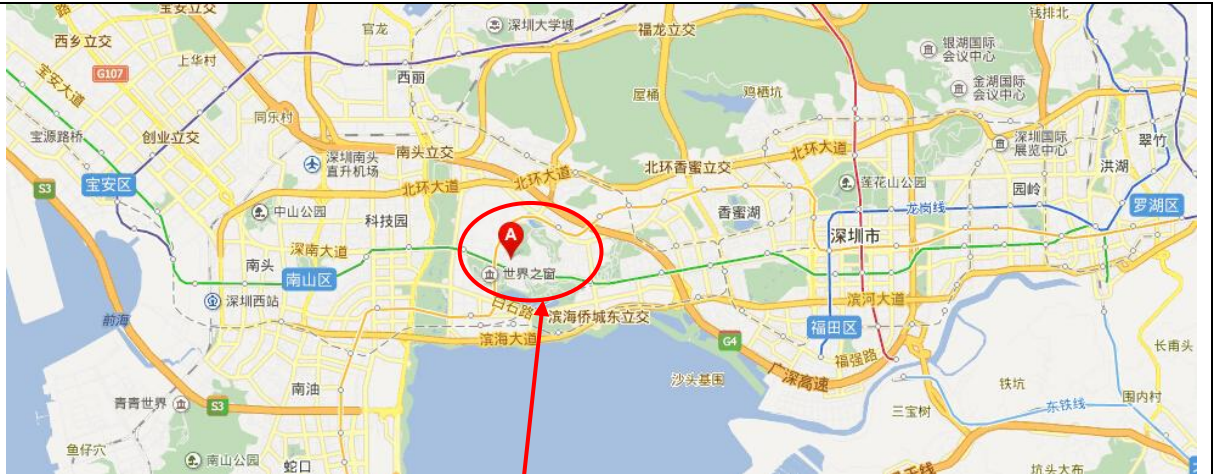 宝安立交
官龙
深圳大学城
福龙立交
钱排北
西乡立交
银湖国际
会议中心
上华村
G107
西丽
宝安大道
屋桶
鸡栖坑
金湖国际
会议中心
同乐村
宝源路桥
创业立交
深圳国际
展览中心
翠竹
深圳南头
直升机场
南头立交
北环大道
洪湖
北环香蜜立交
S3
宝安区
北环大道
北环大道
莲花山公园
园岭
中山公园
科技园
香蜜湖
龙岗线
罗湖区
A
深圳市
深南大道
南头
南山区
世界之窗
深圳西站
白石路
滨河大道
前海
滨海侨城东立交
福田区
滨海大道
G4
长甫头
福强路
广深高速
沙头基围
南油
铁坑
青青世界
S3
三宝树
东铁线
围内村
鱼仔穴
南山公园
蛇口
坑头大布